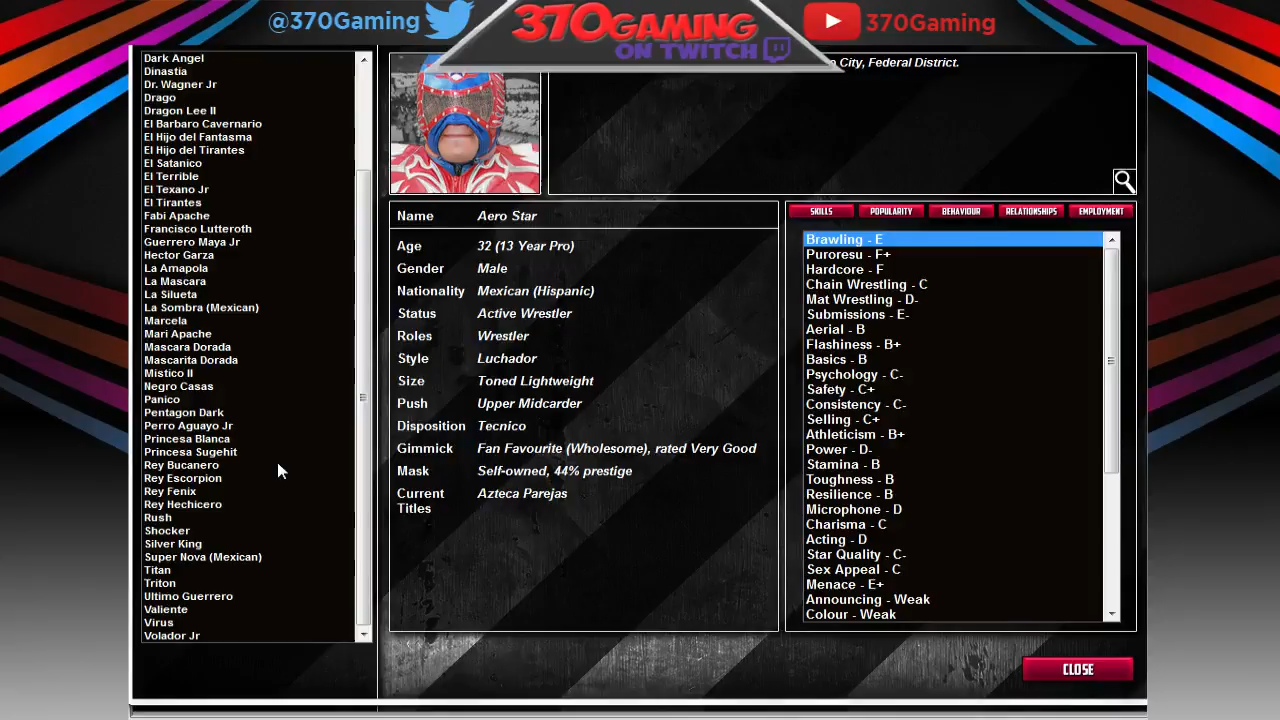 @370Gaming
370GAMING
ON TWITCH
370Gaming
Dark Angel
Dinastia
Dr. Wagner Jr
Drago
Dragon Lee II
El Barbaro Cavernario
El Hijo del Fantasma
El Hijo del Tirantes
El Satanico
El Terrible
El Texano Jr
El Tirantes
Fabi Apache
Francisco Lutteroth
Guerrero Maya Jr
Hector Garza
La Amapola
La Mascara
La Silueta
La Sombra (Mexican)
Marcela
Mari Apache
Mascara Dorada
Mascarita Dorada
Mistico II
Negro Casas
Panico
Pentagon Dark
Perro Aguayo Jr
Princesa Blanca
Princesa Sugehit
Rey Bucanero
Rey Escorpion
Rey Fenix
Rey Hechicero
Rush
Shocker
Silver King
Super Nova (Mexican)
Titan
Triton
Ultimo Guerrero
Valiente
Virus
Volador Jr
City, Federal District.
Name Aero Star
Age 32 (13 Year Pro)
Gender Male
Nationality Mexican (Hispanic)
Status Active Wrestler
Roles Wrestler
Style Luchador
Size Toned Lightweight
Push Upper Midcarder
Disposition Tecnico
Gimmick Fan Favourite (Wholesome), rated Very Good
Mask Self-owned, 44% prestige
Current Azteca Parejas
Titles
SKILLS POPULARITY BEHAVIOUR RELATIONSHIPS EMPLOYMENT
Brawling - E
Puroresu - F+
Hardcore - F
Chain Wrestling - C
Mat Wrestling - D-
Submissions - E-
Aerial - B
Flashiness - B+
Basics - B
Psychology - C-
Safety - C+
Consistency - C-
Selling - C+
Athleticism - B+
Power - D-
Stamina - B
Toughness - B
Resilience - B
Microphone - D
Charisma - C
Acting - D
Star Quality - C-
Sex Appeal - C
Menace - E+
Announcing - Weak
Colour - Weak
CLOSE